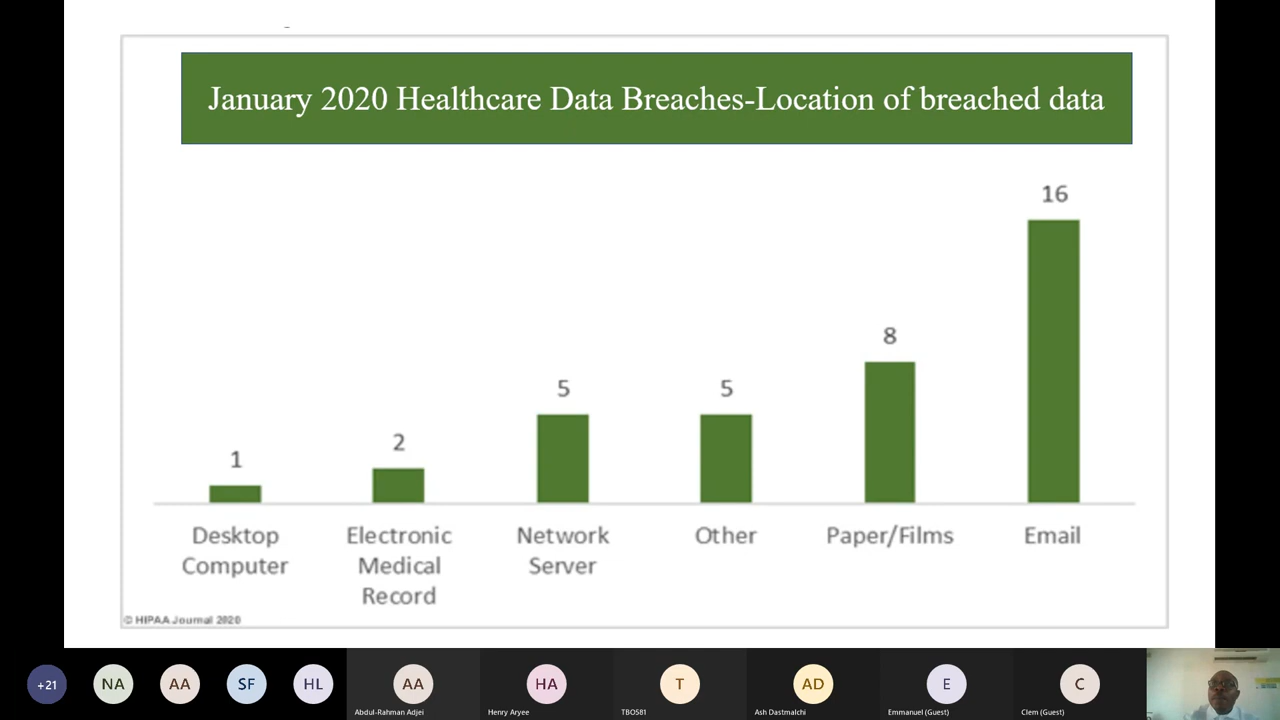 January 2020 Healthcare Data Breaches-Location of breached data
16
8
5
5
2
1
Desktop Computer
Electronic Medical Record
Network Server
Other
Paper/Films
Email
© HIPAA Journal 2020
+21
NA
AA
SF
HL
AA
Abdul-Rahman Adjei
HA
Henry Aryee
T
TBO581
AD
Ash Dastmalchi
E
Emmanuel (Guest)
C
Clem (Guest)